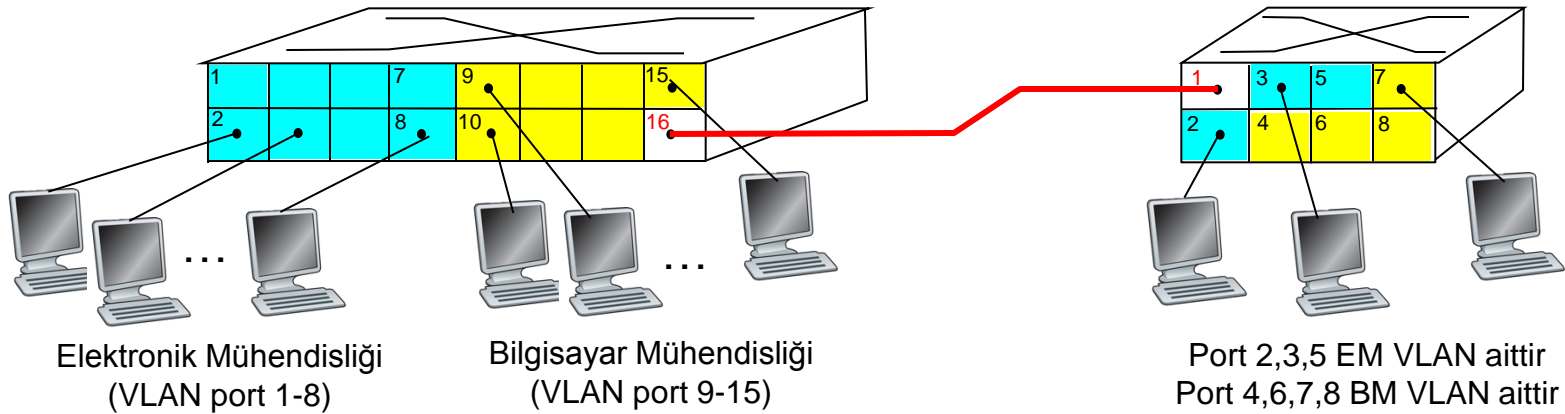 1 7 9 15
2 8 10 16
1 3 5 7
2 4 6 8
... ...
Elektronik Mühendisliği
(VLAN port 1-8)
Bilgisayar Mühendisliği
(VLAN port 9-15)
Port 2,3,5 EM VLAN aittir
Port 4,6,7,8 BM VLAN aittir